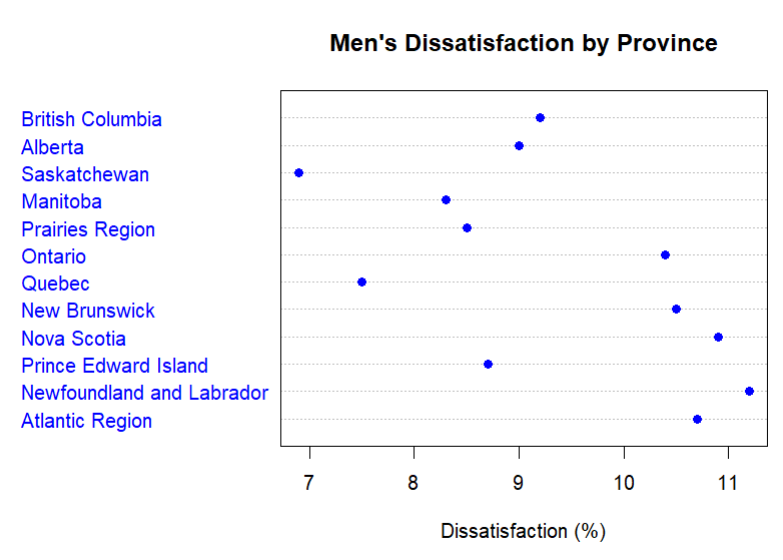 Men's Dissatisfaction by Province
British Columbia
Alberta
Saskatchewan
Manitoba
Prairies Region
Ontario
Quebec
New Brunswick
Nova Scotia
Prince Edward Island
Newfoundland and Labrador
Atlantic Region
7 8 9 10 11
Dissatisfaction (%)